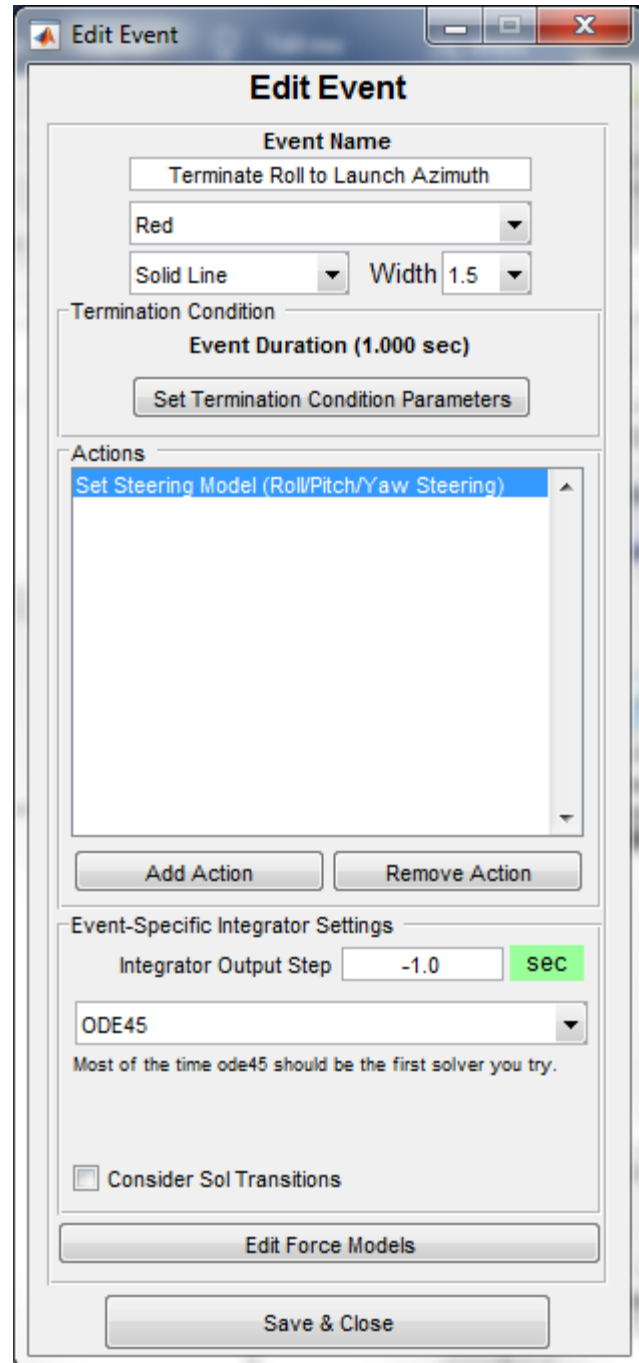 Edit Event
Edit Event
Event Name
Terminate Roll to Launch Azimuth
Red
Solid Line Width 1.5
Termination Condition
Event Duration (1.000 sec)
Set Termination Condition Parameters
Actions
Set Steering Model (Roll/Pitch/Yaw Steering)
Add Action Remove Action
Event-Specific Integrator Settings
Integrator Output Step -1.0 sec
ODE45
Most of the time ode45 should be the first solver you try.
Consider SoI Transitions
Edit Force Models
Save & Close